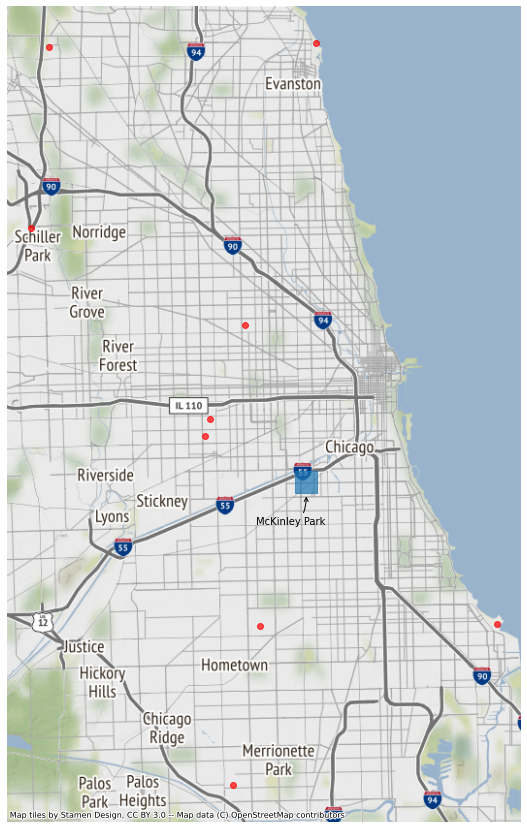 94
Evanston
90
Schiller
Park
Norridge
90
River
Grove
94
River
Forest
IL 110
Chicago
55
Riverside
Stickney
Lyons
55
McKinley Park
55
12
Justice
Hometown
Hickory
Hills
90
Chicago
Ridge
Merrionette
Park
Palos
Park
Palos
Heights
94
Map tiles by Stamen Design, CC BY 3.0 -- Map data (C) OpenStreetMap contributors